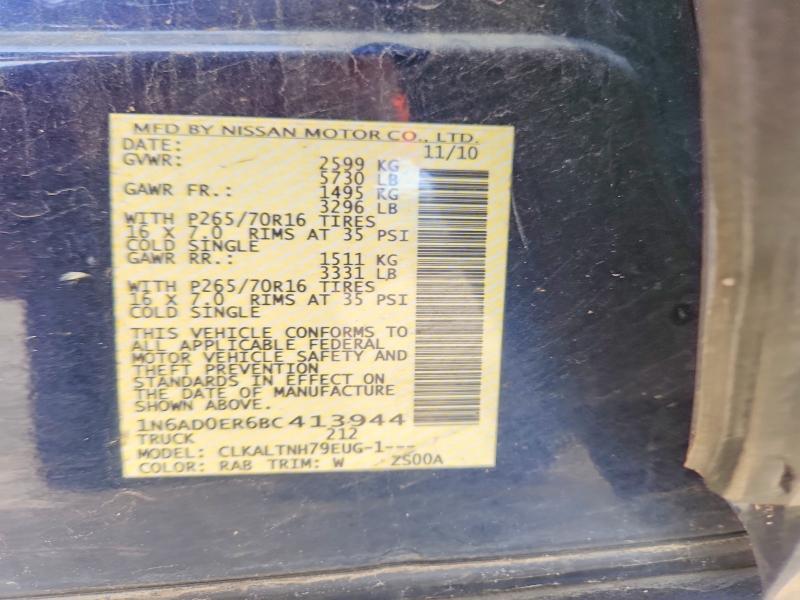 MFD BY NISSAN MOTOR CO., LTD.
DATE: 11/10
GVWR: 2599 KG
5730 LB
GAWR FR.: 1495 KG
3296 LB
WITH P265/70R16 TIRES
16 X 7.0 RIMS AT 35 PSI
COLD SINGLE
GAWR RR.: 1511 KG
3331 LB
WITH P265/70R16 TIRES
16 X 7.0 RIMS AT 35 PSI
COLD SINGLE
THIS VEHICLE CONFORMS TO
ALL APPLICABLE FEDERAL
MOTOR VEHICLE SAFETY AND
THEFT PREVENTION
STANDARDS IN EFFECT ON
THE DATE OF MANUFACTURE
SHOWN ABOVE.
1N6AD0ER6BC413944
TRUCK 212
MODEL: CLKALTNH79EUG-1---
COLOR: RAB TRIM: W ZS00A